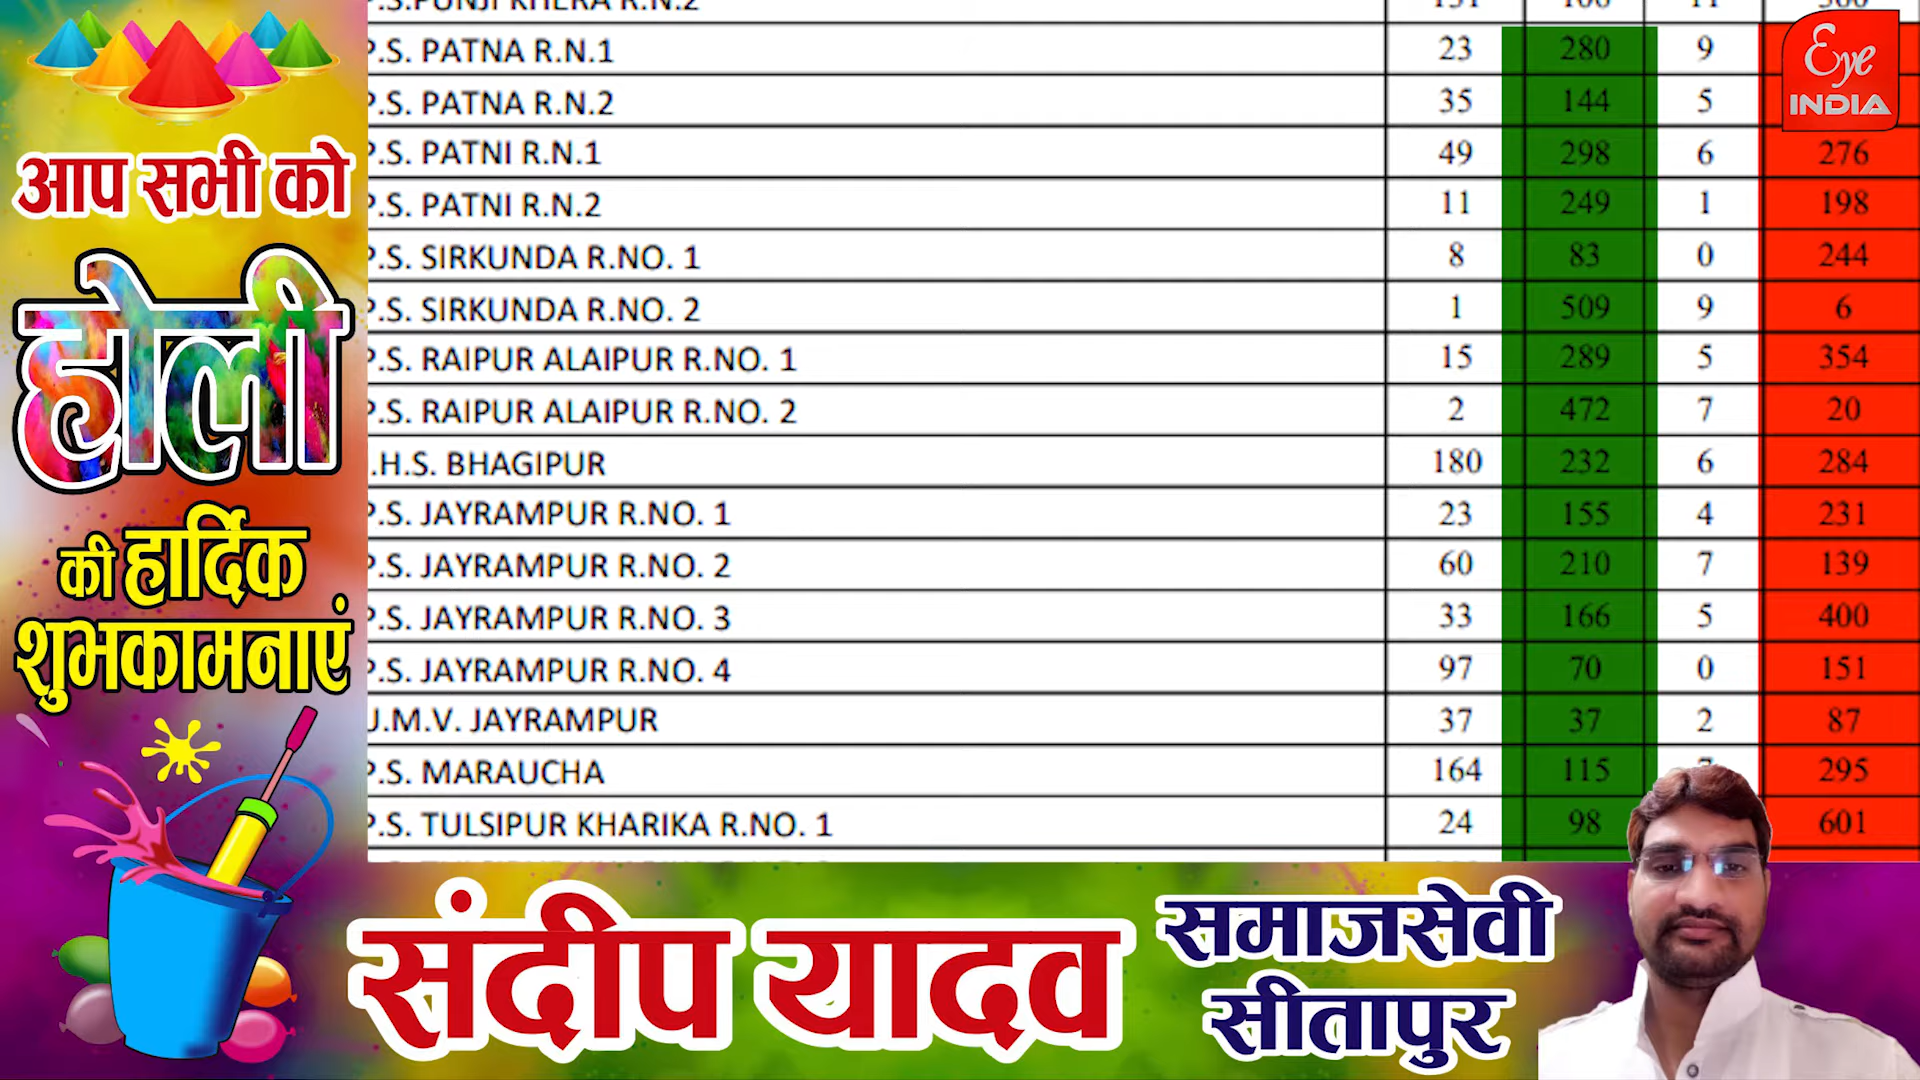 आप सभी को
होली
की हार्दिक
शुभकामनाएं
P.S. PATNA R.N.1 23 280 9
P.S. PATNA R.N.2 35 144 5
P.S. PATNI R.N.1 49 298 6 276
P.S. PATNI R.N.2 11 249 1 198
P.S. SIRKUNDA R.NO. 1 8 83 0 244
P.S. SIRKUNDA R.NO. 2 1 509 9 6
P.S. RAIPUR ALAIPUR R.NO. 1 15 289 5 354
P.S. RAIPUR ALAIPUR R.NO. 2 2 472 7 20
.H.S. BHAGIPUR 180 232 6 284
P.S. JAYRAMPUR R.NO. 1 23 155 4 231
P.S. JAYRAMPUR R.NO. 2 60 210 7 139
P.S. JAYRAMPUR R.NO. 3 33 166 5 400
P.S. JAYRAMPUR R.NO. 4 97 70 0 151
J.M.V. JAYRAMPUR 37 37 2 87
P.S. MARAUCHA 164 115 295
P.S. TULSIPUR KHARIKA R.NO. 1 24 98 601
Eye
INDIA
संदीप यादव
समाजसेवी
सीतापुर